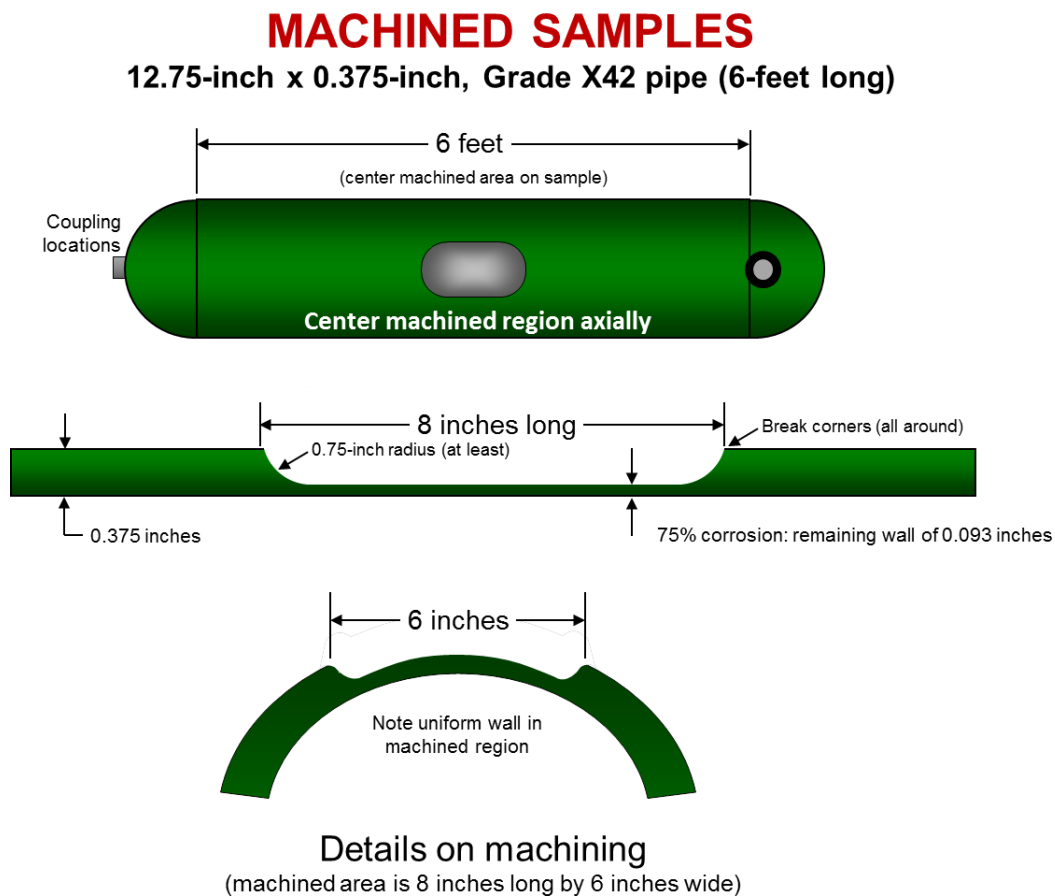 MACHINED SAMPLES
12.75-inch x 0.375-inch, Grade X42 pipe (6-feet long)
6 feet
(center machined area on sample)
Coupling
locations
Center machined region axially
8 inches long
Break corners (all around)
0.75-inch radius (at least)
0.375 inches
75% corrosion: remaining wall of 0.093 inches
6 inches
Note uniform wall in
machined region
Details on machining
(machined area is 8 inches long by 6 inches wide)